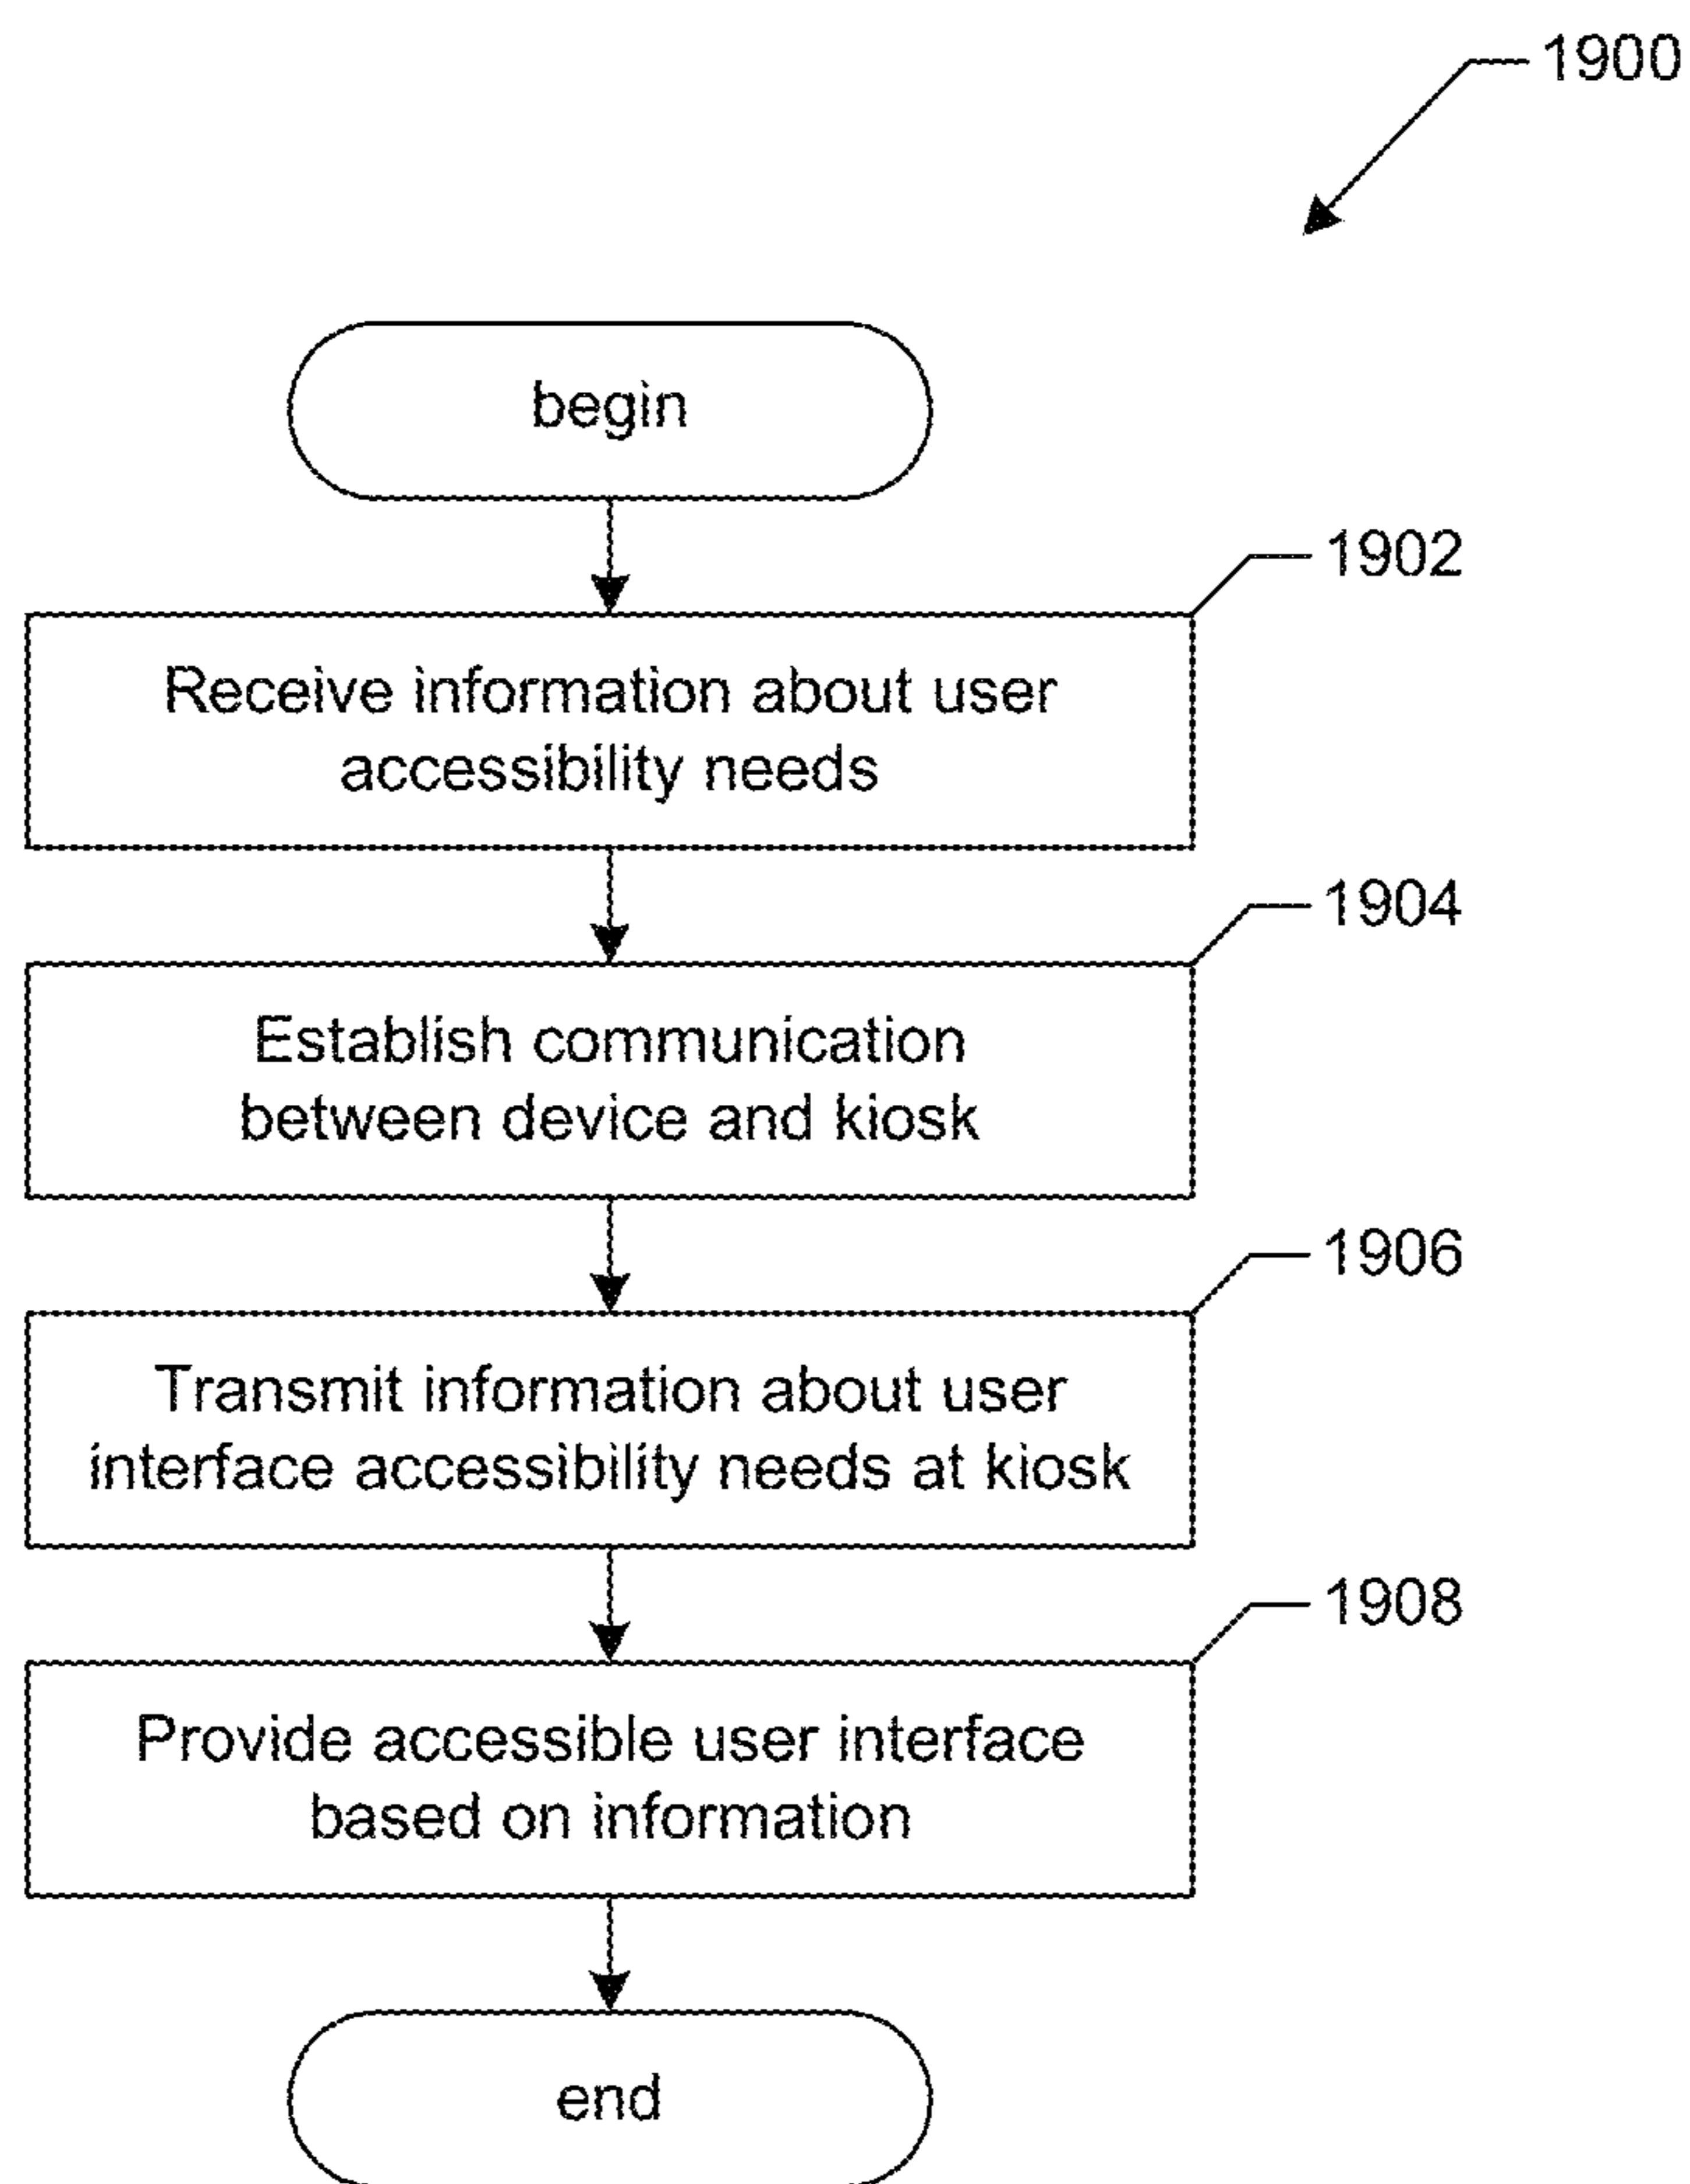 1900
begin
1902
Receive information about user
accessibility needs
1904
Establish communication
between device and kiosk
1906
Transmit information about user
interface accessibility needs at kiosk
1908
Provide accessible user interface
based on information
end